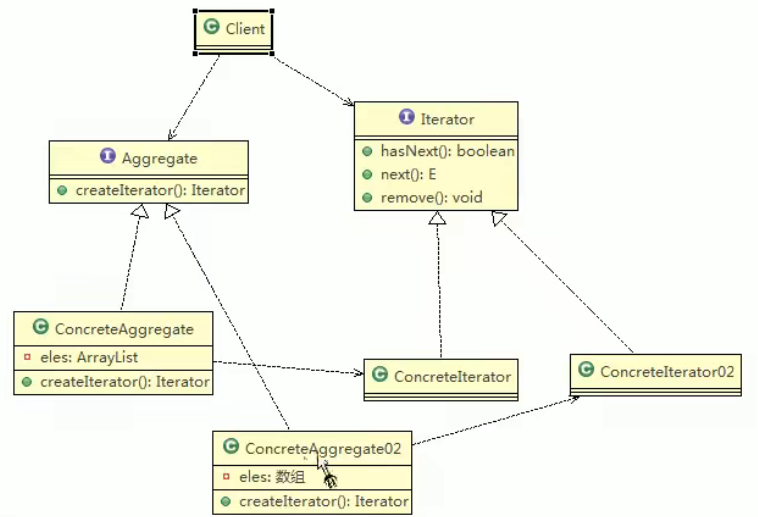 Client
Iterator
hasNext(): boolean
next(): E
remove(): void
Aggregate
createIterator(): Iterator
ConcreteAggregate
eles: ArrayList
createIterator(): Iterator
ConcreteIterator
ConcreteIterator02
ConcreteAggregate02
eles: 数组
createIterator(): Iterator